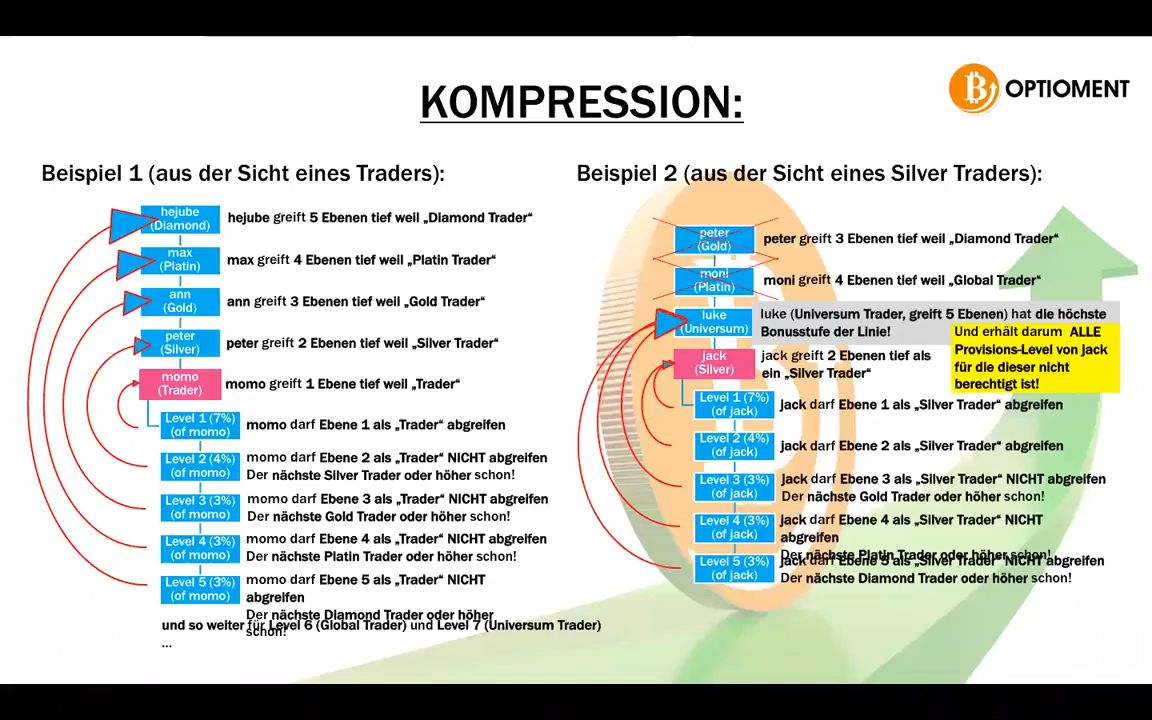 KOMPRESSION:
OPTIOMENT
Beispiel 1 (aus der Sicht eines Traders):
hejube
(Diamond)
hejube greift 5 Ebenen tief weil „Diamond Trader“
max
(Platin)
max greift 4 Ebenen tief weil „Platin Trader“
ann
(Gold)
ann greift 3 Ebenen tief weil „Gold Trader“
peter
(Silver)
peter greift 2 Ebenen tief weil „Silver Trader“
momo
(Trader)
momo greift 1 Ebene tief weil „Trader“
Level 1 (7%)
(of momo)
momo darf Ebene 1 als „Trader“ abgreifen
Level 2 (4%)
(of momo)
momo darf Ebene 2 als „Trader“ NICHT abgreifen
Der nächste Silver Trader oder höher schon!
Level 3 (3%)
(of momo)
momo darf Ebene 3 als „Trader“ NICHT abgreifen
Der nächste Gold Trader oder höher schon!
Level 4 (3%)
(of momo)
momo darf Ebene 4 als „Trader“ NICHT abgreifen
Der nächste Platin Trader oder höher schon!
Level 5 (3%)
(of momo)
momo darf Ebene 5 als „Trader“ NICHT
abgreifen
Der nächste Diamond Trader oder höher
schon!
und so weiter für Level 6 (Global Trader) und Level 7 (Universum Trader)
...
Beispiel 2 (aus der Sicht eines Silver Traders):
peter
(Gold)
peter greift 3 Ebenen tief weil „Diamond Trader“
moni
(Platin)
moni greift 4 Ebenen tief weil „Global Trader“
luke
(Universum)
luke (Universum Trader, greift 5 Ebenen) hat die höchste
Bonusstufe der Linie!
Und erhält darum ALLE
Provisions-Level von jack
für die dieser nicht
berechtigt ist!
jack
(Silver)
jack greift 2 Ebenen tief als
ein „Silver Trader“
Level 1 (7%)
(of jack)
jack darf Ebene 1 als „Silver Trader“ abgreifen
Level 2 (4%)
(of jack)
jack darf Ebene 2 als „Silver Trader“ abgreifen
Level 3 (3%)
(of jack)
jack darf Ebene 3 als „Silver Trader“ NICHT abgreifen
Der nächste Gold Trader oder höher schon!
Level 4 (3%)
(of jack)
jack darf Ebene 4 als „Silver Trader“ NICHT
abgreifen
Der nächste Platin Trader oder höher schon!
Level 5 (3%)
(of jack)
jack darf Ebene 5 als „Silver Trader“ NICHT abgreifen
Der nächste Diamond Trader oder höher schon!